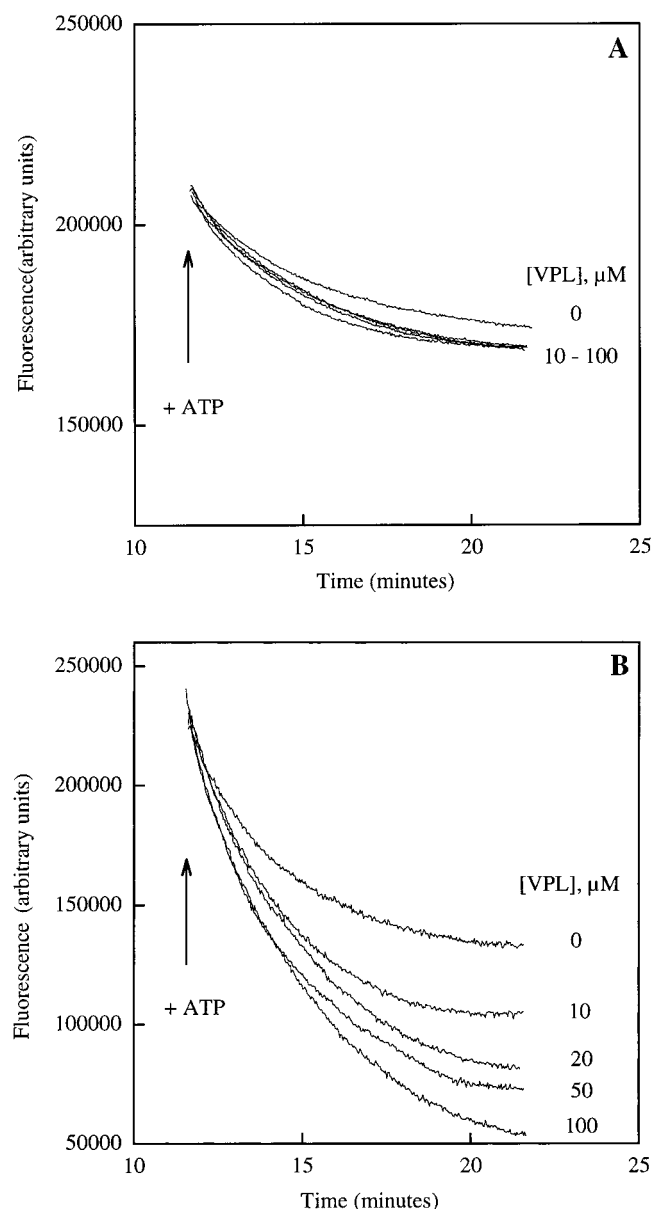 A
250000
200000
150000
Fluorescence(arbitrary units)
[VPL], µM
0
10 - 100
+ ATP
10
15
20
25
Time (minutes)
B
250000
200000
150000
100000
50000
Fluorescence (arbitrary units)
[VPL], µM
0
10
20
50
100
+ ATP
10
15
20
25
Time (minutes)